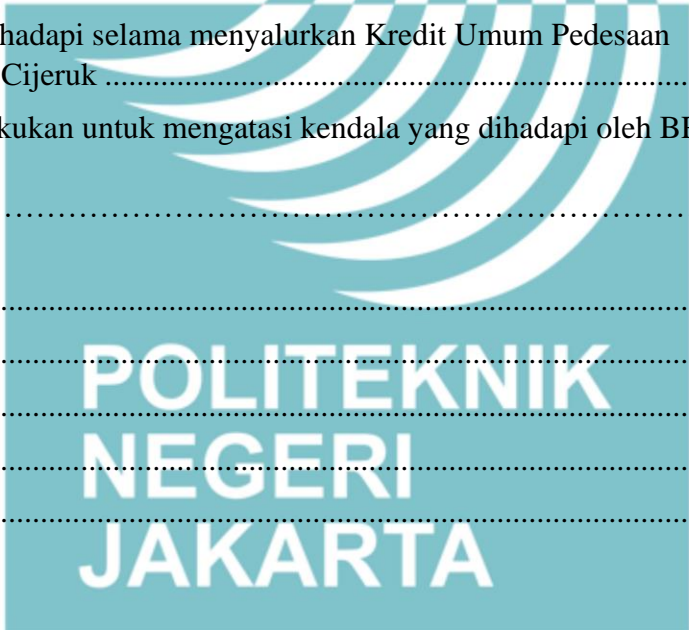 hadapi selama menyalurkan Kredit Umum Pedesaan
Cijeruk ......................................................................
kukan untuk mengatasi kendala yang dihadapi oleh
……………………………………………………………
................................................................................
................................................................................
POLITEKNIK
................................................................................
NEGERI
................................................................................
................................................................................
JAKARTA